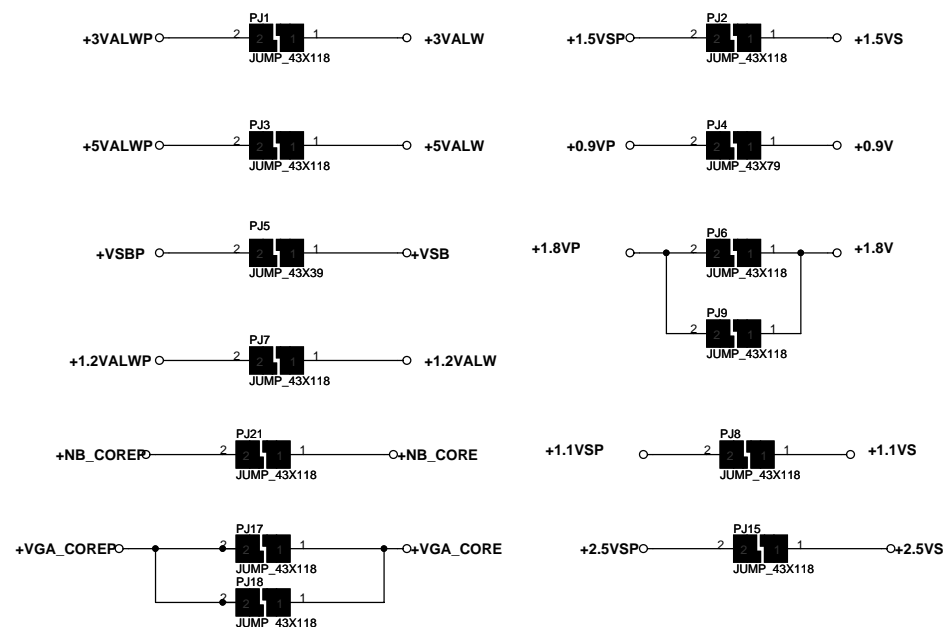 PJ1
+3VALWP 2 2 1 1 +3VALW
JUMP_43X118
PJ2
+1.5VSP 2 2 1 1 +1.5VS
JUMP_43X118
PJ3
+5VALWP 2 2 1 1 +5VALW
JUMP_43X118
PJ4
+0.9VP 2 2 1 1 +0.9V
JUMP_43X79
PJ5
+VSBP 2 2 1 1 +VSB
JUMP_43X39
PJ6
+1.8VP 2 2 1 1 +1.8V
JUMP_43X118
PJ9
2 2 1 1
JUMP_43X118
PJ7
+1.2VALWP 2 2 1 1 +1.2VALW
JUMP_43X118
PJ21
+NB_COREP 2 2 1 1 +NB_CORE
JUMP_43X118
PJ8
+1.1VSP 2 2 1 1 +1.1VS
JUMP_43X118
PJ17
+VGA_COREP 2 2 1 1 +VGA_CORE
JUMP_43X118
PJ18
2 2 1 1
JUMP_43X118
PJ15
+2.5VSP 2 2 1 1 +2.5VS
JUMP_43X118